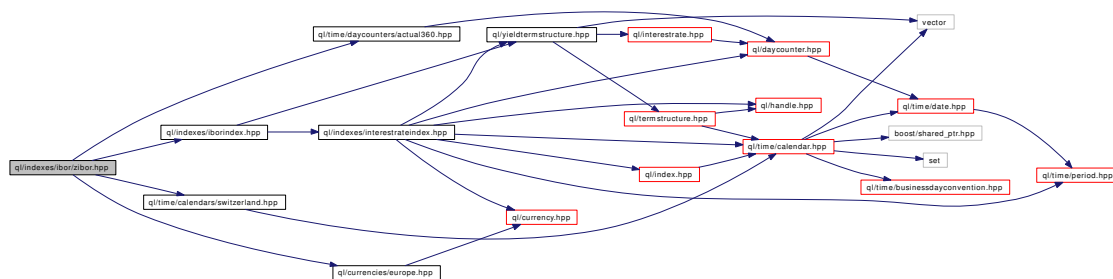 ql/time/daycounters/actual360.hpp
ql/yieldtermstructure.hpp
ql/interestrate.hpp
vector
ql/daycounter.hpp
ql/handle.hpp
ql/time/date.hpp
ql/indexes/iborindex.hpp
ql/indexes/interestrateindex.hpp
ql/termstructure.hpp
boost/shared_ptr.hpp
ql/time/calendar.hpp
set
ql/indexes/ibor/zibor.hpp
ql/index.hpp
ql/time/period.hpp
ql/time/businessdayconvention.hpp
ql/time/calendars/switzerland.hpp
ql/currency.hpp
ql/currencies/europe.hpp